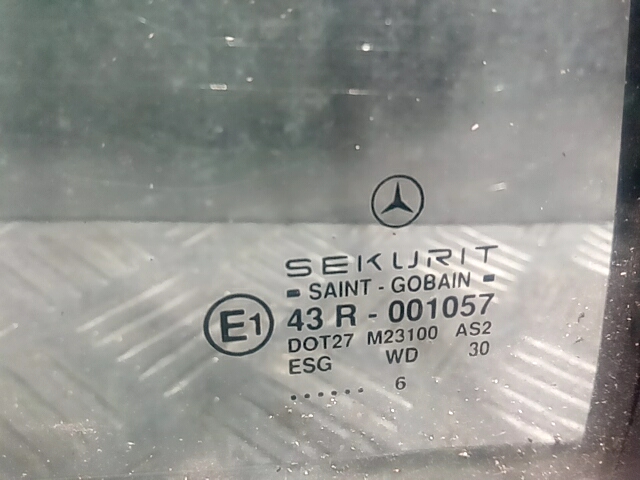 SEKURIT
SAINT - GOBAIN
E1 43 R - 001057
DOT27 M23100 AS2
ESG WD 30
...... 6